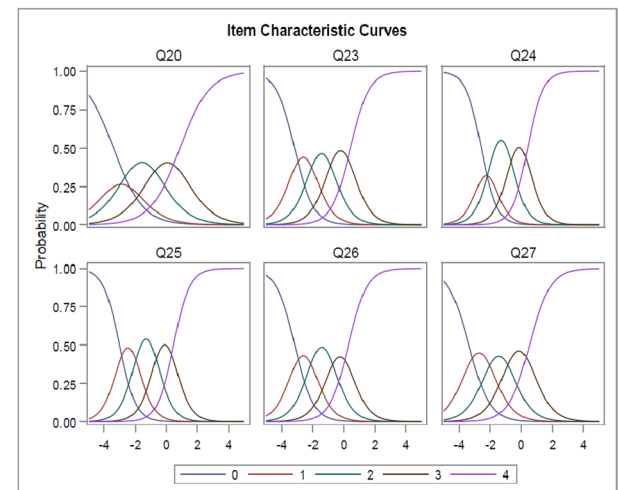 Item Characteristic Curves
Q20 Q23 Q24
1.00
0.75
0.50
0.25
0.00
Probability
Q25 Q26 Q27
1.00
0.75
0.50
0.25
0.00
-4 -2 0 2 4 -4 -2 0 2 4 -4 -2 0 2 4
0 1 2 3 4